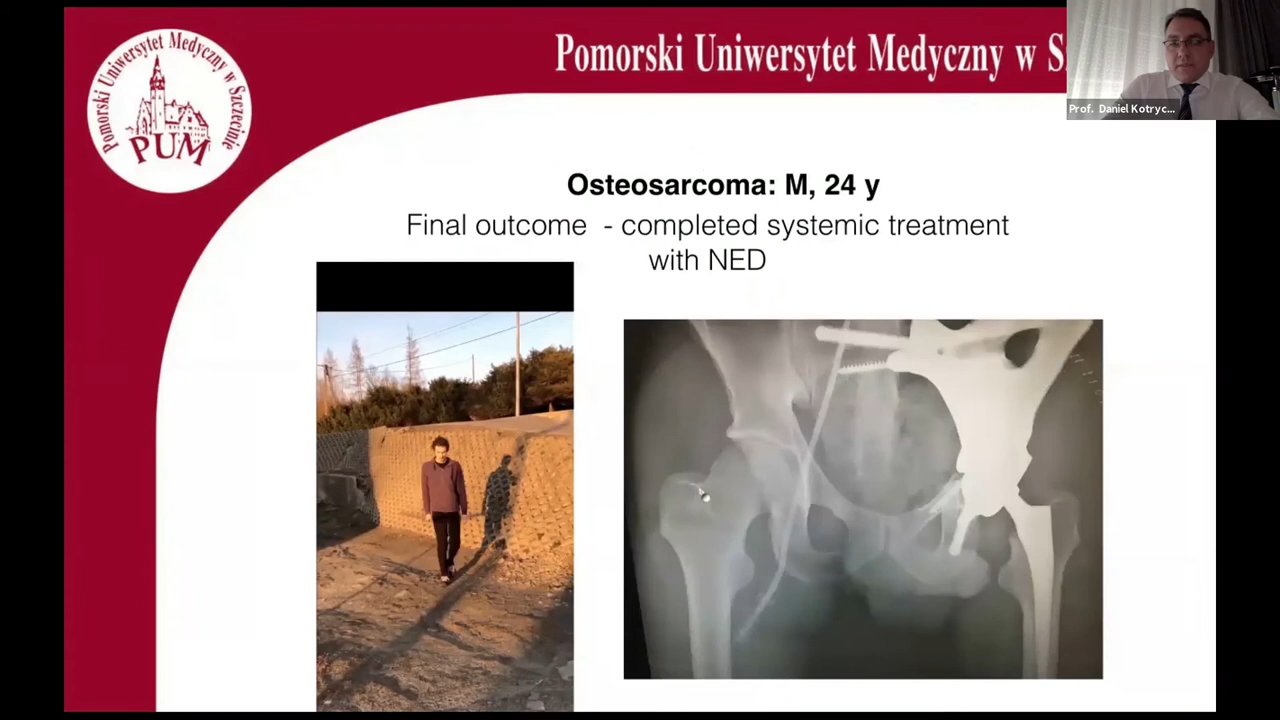 Pomorski Uniwersytet Medyczny w Szczecinie
PUM
Pomorski Uniwersytet Medyczny w
Prof. Daniel Kotryc...
Osteosarcoma: M, 24 y
Final outcome - completed systemic treatment
with NED